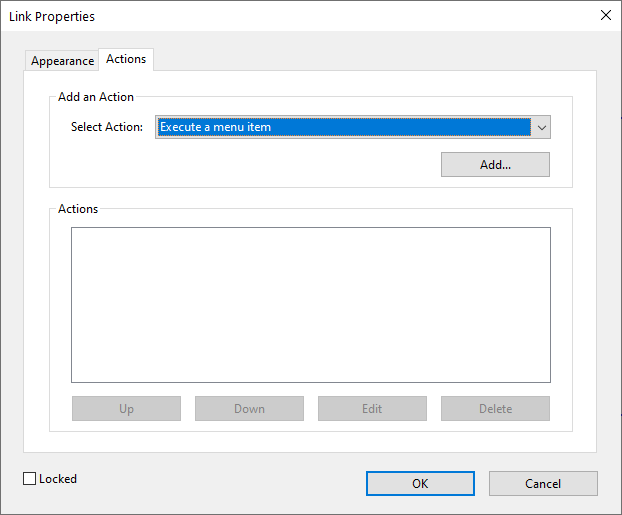 Link Properties
Appearance
Actions
Add an Action
Select Action:
Execute a menu item
Add...
Actions
Up
Down
Edit
Delete
Locked
OK
Cancel